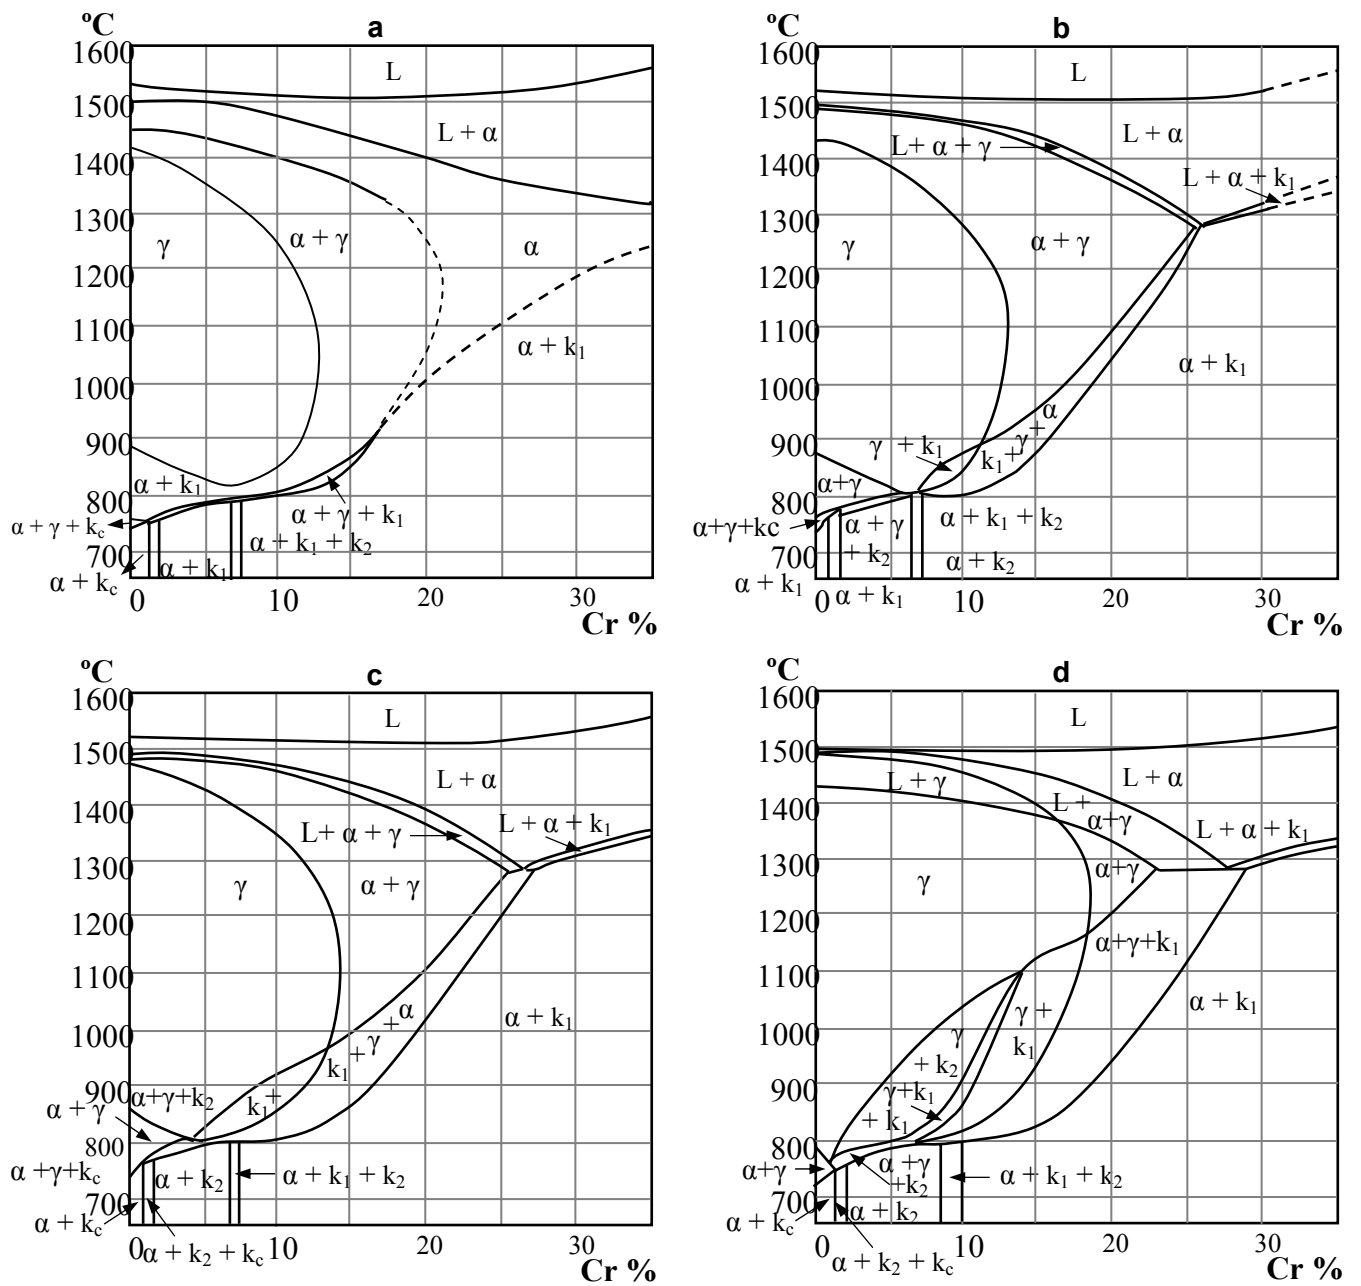 ºC
a
1600
L
1500
L + α
1400
1300
γ
α + γ
α
1200
1100
α + k1
1000
900
α + k1
800
α + γ + kc
α + γ + k1
α + k1 + k2
700
α + kc
α + k1
0
10
20
30
Cr %
ºC
b
1600
L
1500
L + α
L+ α + γ
1400
L + α + k1
1300
γ
α + γ
1200
1100
α + k1
1000
α
+
γ
900
γ + k1
k1+
α+γ
800
α+γ+kc
α + γ
α + k1 + k2
700
+ k2
α + k2
α + k1
0
α + k1
10
20
30
Cr %
ºC
c
1600
L
1500
L + α
1400
L+ α + γ
L + α + k1
1300
γ
α + γ
1200
1100
α + k1
1000
α
+
γ
+
k1
900
α+γ+k2
k1+
α + γ
800
α +γ+kc
α + k2
α + k1 + k2
700
α + kc
0
α + k2 + kc
10
20
30
Cr %
ºC
d
1600
L
1500
L + γ
L + α
1400
L +
α+γ
L + α + k1
1300
α+γ
γ
1200
α+γ+k1
1100
α + k1
γ +
k1
1000
γ
+ k2
900
γ+k1
+ k1
800
α+γ
α +γ
+k2
α + k1 + k2
700
α + kc
α + k2
0
α + k2 + kc
10
20
30
Cr %